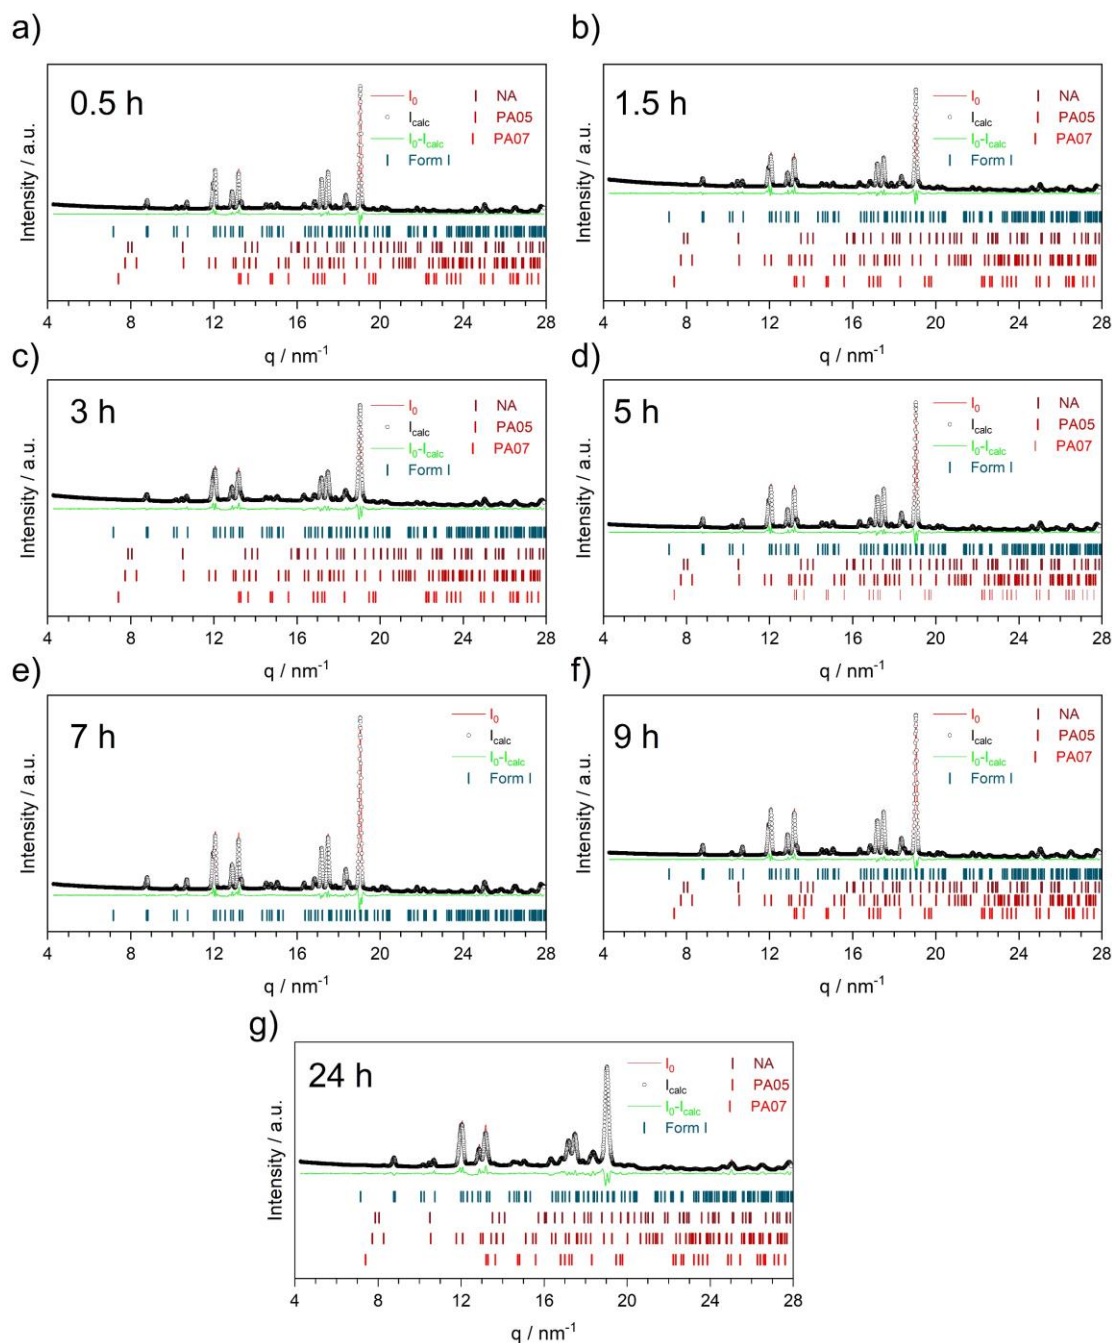 a)
0.5 h
I0
Icalc
I0-Icalc
Form I
NA
PA05
PA07
Intensity / a.u.
4 8 12 16 20 24 28
q / nm-1
b)
1.5 h
I0
Icalc
I0-Icalc
Form I
NA
PA05
PA07
Intensity / a.u.
4 8 12 16 20 24 28
q / nm-1
c)
3 h
I0
Icalc
I0-Icalc
Form I
NA
PA05
PA07
Intensity / a.u.
4 8 12 16 20 24 28
q / nm-1
d)
5 h
I0
Icalc
I0-Icalc
Form I
NA
PA05
PA07
Intensity / a.u.
4 8 12 16 20 24 28
q / nm-1
e)
7 h
I0
Icalc
I0-Icalc
Form I
Intensity / a.u.
4 8 12 16 20 24 28
q / nm-1
f)
9 h
I0
Icalc
I0-Icalc
Form I
NA
PA05
PA07
Intensity / a.u.
4 8 12 16 20 24 28
q / nm-1
g)
24 h
I0
Icalc
I0-Icalc
Form I
NA
PA05
PA07
Intensity / a.u.
4 8 12 16 20 24 28
q / nm-1